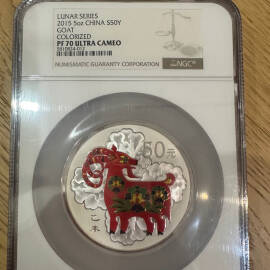 LUNAR SERIES
2015 5oz CHINA S50Y
GOAT
COLORIZED
PF 70 ULTRA CAMEO
NUMISMATIC GUARANTY CORPORATION
NGC
50元
乙未